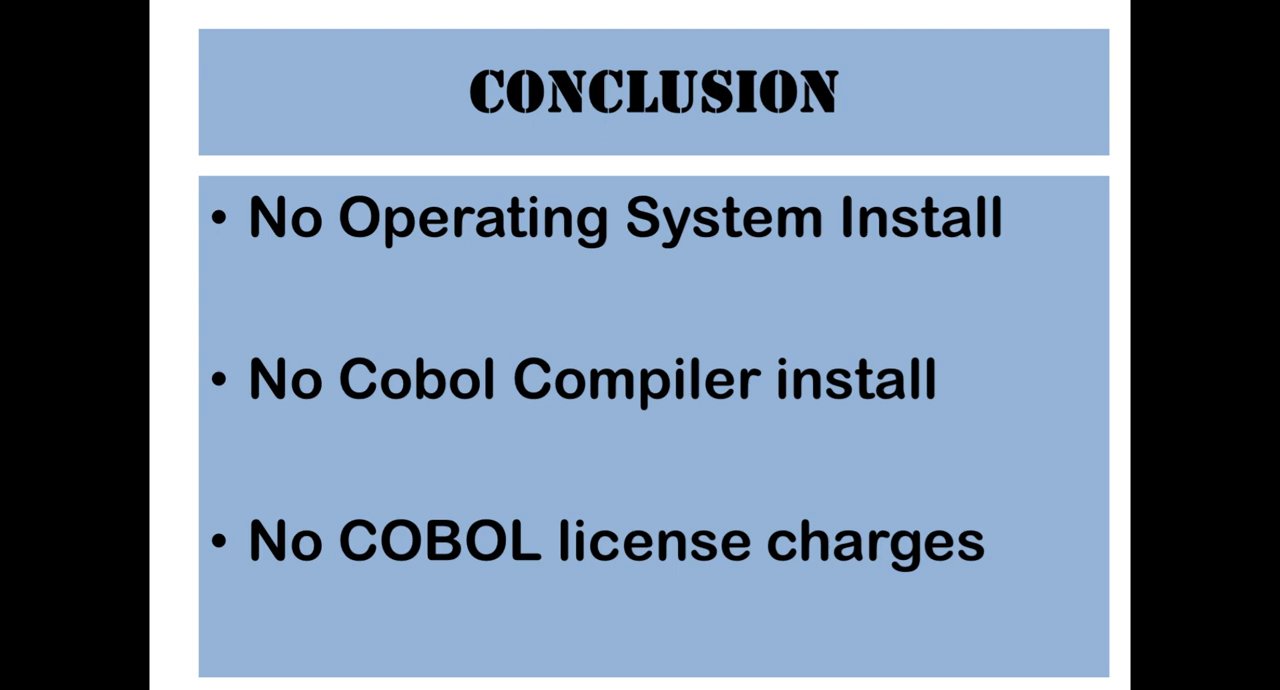 CONCLUSION
• No Operating System Install
• No Cobol Compiler install
• No COBOL license charges